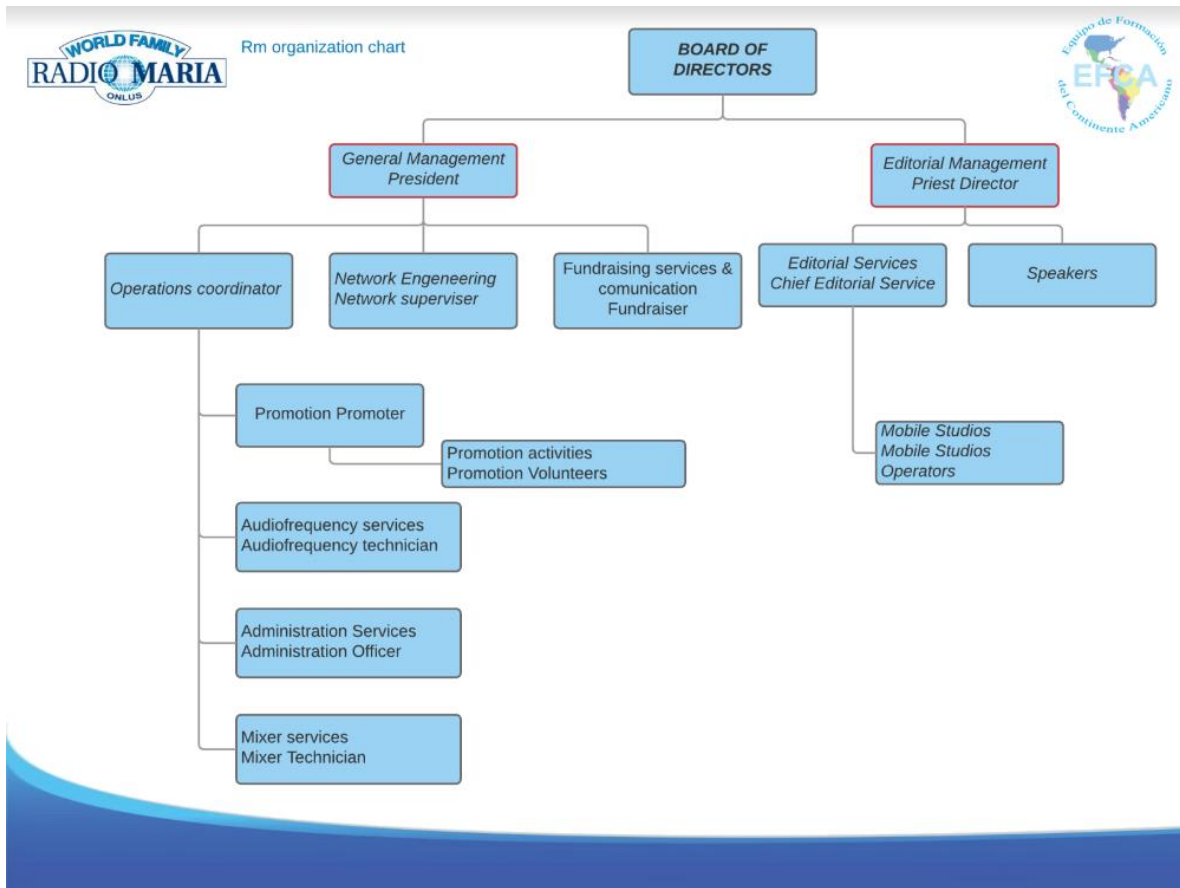 WORLD FAMILY
RADIO MARIA
ONLUS
Rm organization chart
BOARD OF
DIRECTORS
Equipo de Formación
EFCA
del Continente Americano
General Management
President
Editorial Management
Priest Director
Operations coordinator
Network Engeneering
Network superviser
Fundraising services &
comunication
Fundraiser
Editorial Services
Chief Editorial Service
Speakers
Promotion Promoter
Promotion activities
Promotion Volunteers
Mobile Studios
Mobile Studios
Operators
Audiofrequency services
Audiofrequency technician
Administration Services
Administration Officer
Mixer services
Mixer Technician